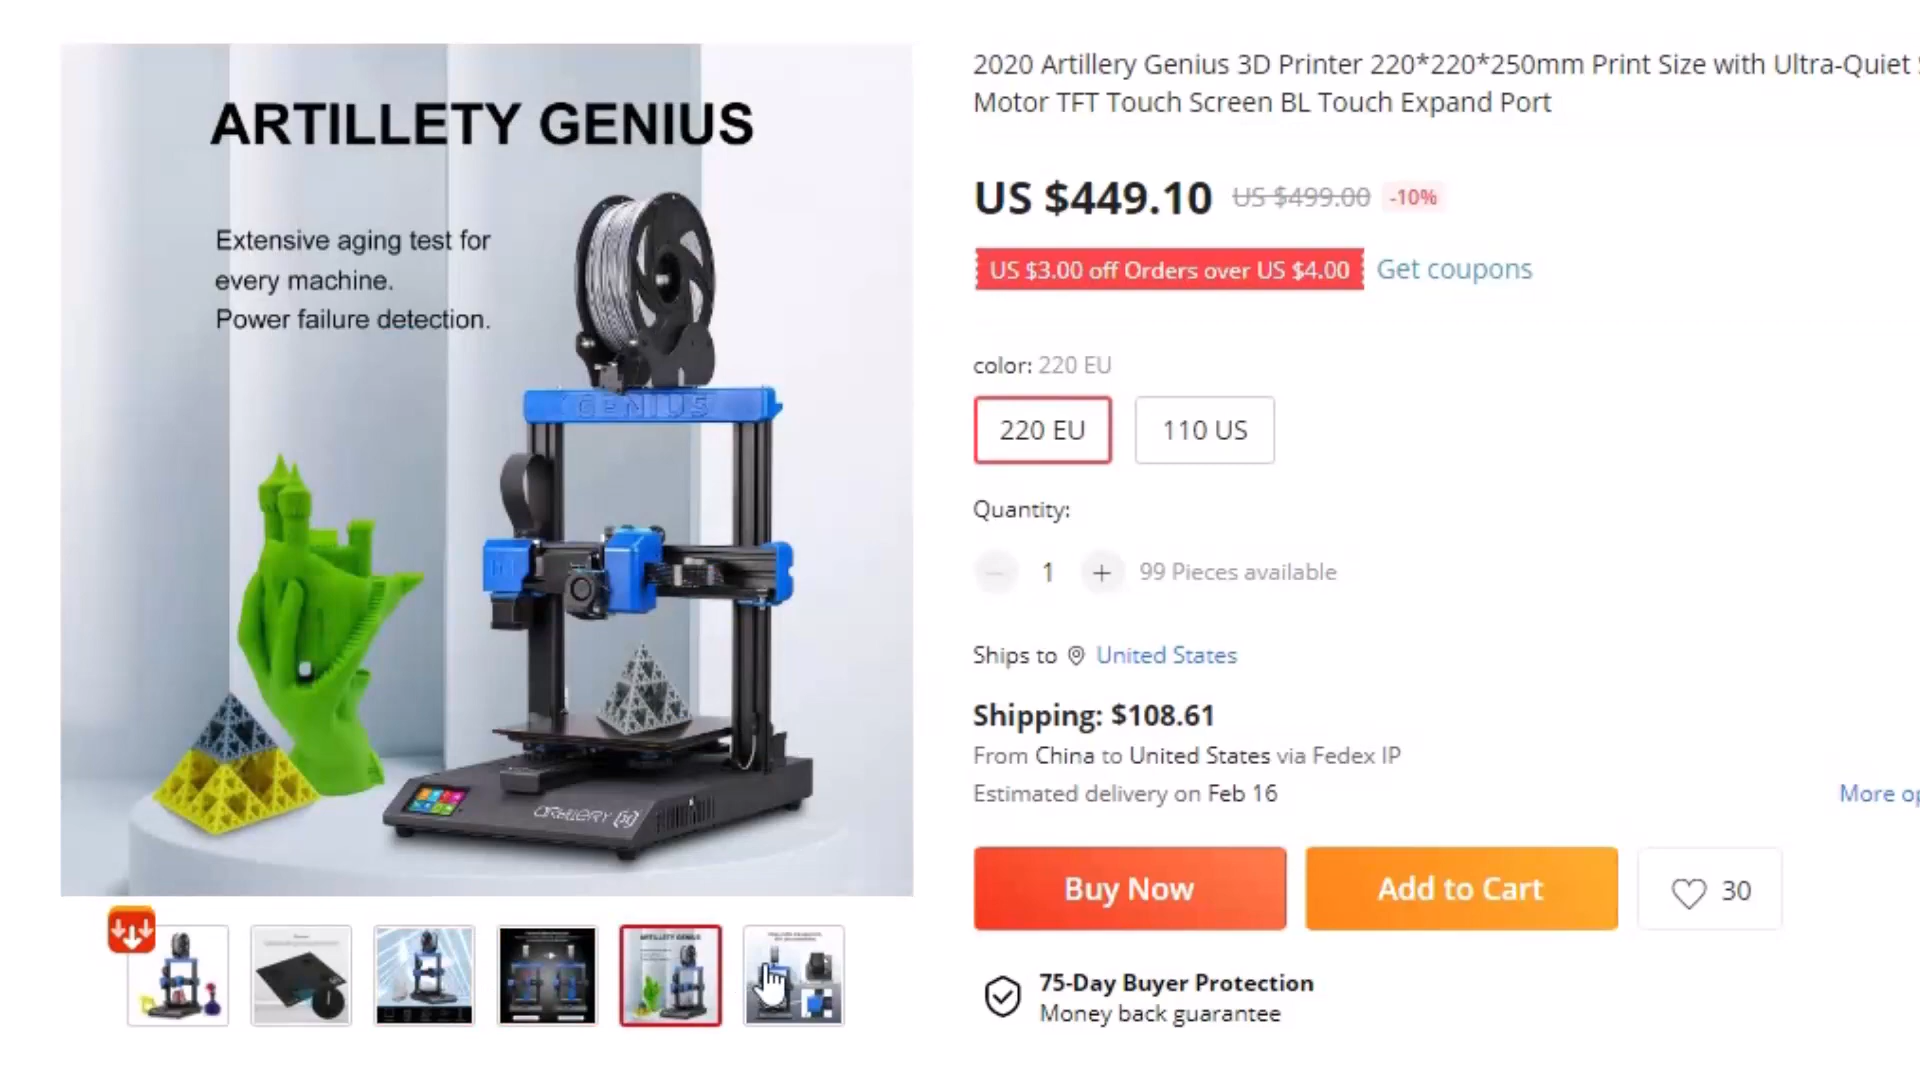 ARTILLETY GENIUS
Extensive aging test for
every machine.
Power failure detection.
GENIUS
ARTILLERY
2020 Artillery Genius 3D Printer 220*220*250mm Print Size with Ultra-Quiet
Motor TFT Touch Screen BL Touch Expand Port
US $449.10 US $499.00 -10%
US $3.00 off Orders over US $4.00 Get coupons
color: 220 EU
220 EU 110 US
Quantity:
1 + 99 Pieces available
Ships to United States
Shipping: $108.61
From China to United States via Fedex IP
Estimated delivery on Feb 16
More
Buy Now Add to Cart 30
75-Day Buyer Protection
Money back guarantee
ARTILLETY GENIUS